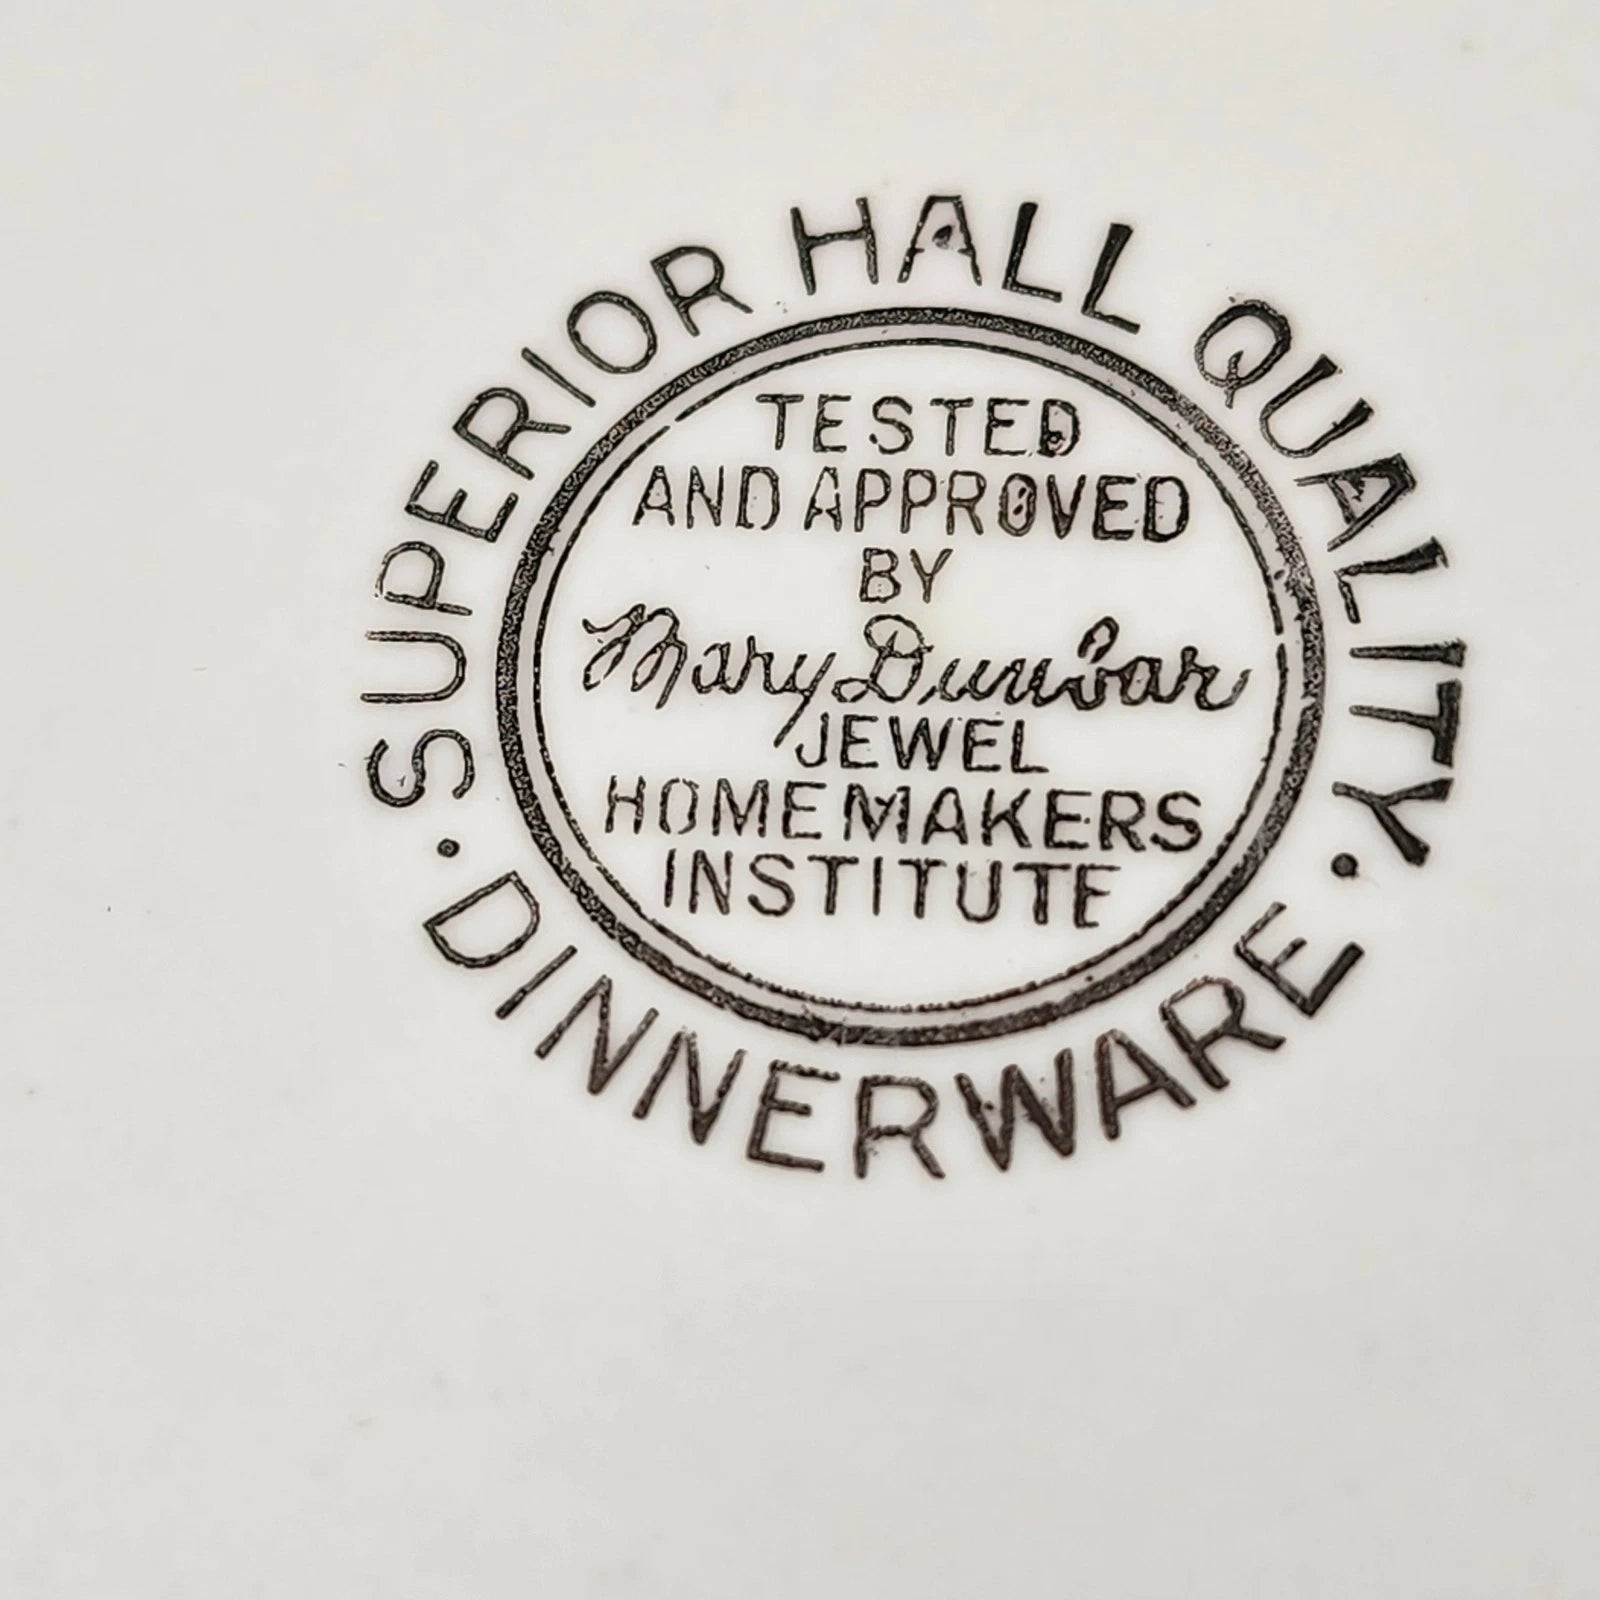 SUPERIOR HALL QUALITY
· DINNERWARE ·
TESTED
AND APPROVED
BY
Mary Dunbar
JEWEL
HOMEMAKERS
INSTITUTE